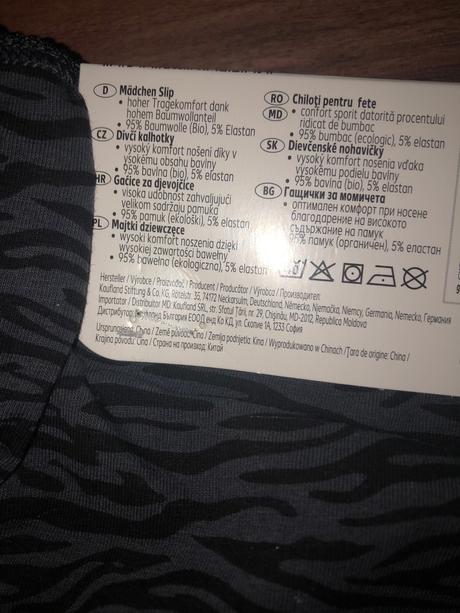 D Mädchen Slip
• hoher Tragekomfort dank
hohem Baumwollanteil
• 95% Baumwolle (Bio), 5% Elastan
CZ Dívčí kalhotky
• vysoký komfort nošení díky v
vysokému obsahu bavlny
• 95% bavlna (bio), 5% elastan
HR Gaćice za djevojčice
• visoka udobnost zahvaljujući
velikom sadržaju pamuka
• 95% pamuk (ekološki), 5% elastan
PL Majtki dziewczęce
• wysoki komfort noszenia dzięki
wysokiej zawartości bawełny
• 95% bawełna (ekologiczna), 5% elastan
RO Chiloți pentru fete
MD • confort sporit datorită procentului
ridicat de bumbac
• 95% bumbac (ecologic), 5% elastan
SK Dievčenské nohavičky
• vysoký komfort nosenia vďaka
vysokému podielu bavlny
• 95% bavlna (bio), 5% elastan
BG Гащички за момичета
• оптимален комфорт при носене
благодарение на високото
съдържание на памук
памук (органичен), 5% еластан
Hersteller / Výrobce / Proizvođač / Producent / Producător / Výrobca / Производител:
Kaufland Stiftung & Co. KG, Rötelstr. 35, 74172 Neckarsulm, Deutschland, Německo, Njemačka, Niemcy, Germania, Nemecko, Германия
Importator / Distribuitor MD: Kaufland SRL, str. Sfatul Țării, nr. 29, Chișinău, MD-2012, Republica Moldova
Дистрибутор: България ЕООД енд Ко КД, ул. Скопие 1А, 1233 София
Ursprungsland: China / Země původu: Čína / Zemlja podrijetla: Kina / Wyprodukowano w Chinach / Țara de origine: China /
Krajina pôvodu: Čína / Страна на произход: Китай